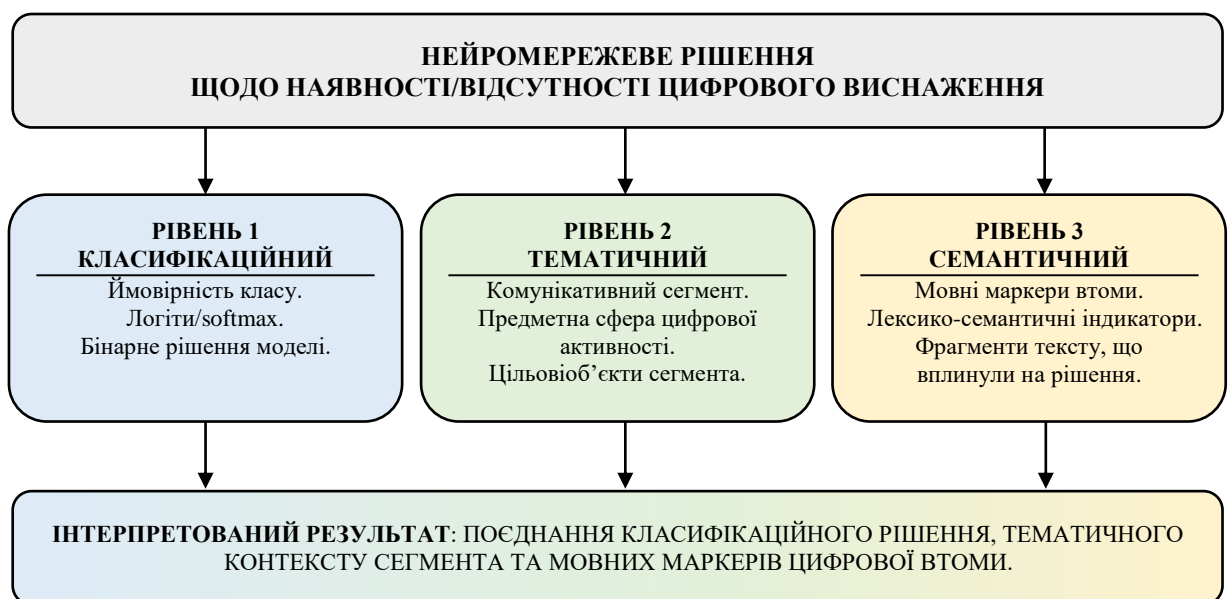 НЕЙРОМЕРЕЖЕВЕ РІШЕННЯ
ЩОДО НАЯВНОСТІ/ВІДСУТНОСТІ ЦИФРОВОГО ВИСНАЖЕННЯ
РІВЕНЬ 1
КЛАСИФІКАЦІЙНИЙ
Ймовірність класу.
Логіти/softmax.
Бінарне рішення моделі.
РІВЕНЬ 2
ТЕМАТИЧНИЙ
Комунікативний сегмент.
Предметна сфера цифрової
активності.
Цільовіоб’єкти сегмента.
РІВЕНЬ 3
СЕМАНТИЧНИЙ
Мовні маркери втоми.
Лексико-семантичні індикатори.
Фрагменти тексту, що
вплинули на рішення.
ІНТЕРПРЕТОВАНИЙ РЕЗУЛЬТАТ: ПОЄДНАННЯ КЛАСИФІКАЦІЙНОГО РІШЕННЯ, ТЕМАТИЧНОГО
КОНТЕКСТУ СЕГМЕНТА ТА МОВНИХ МАРКЕРІВ ЦИФРОВОЇ ВТОМИ.